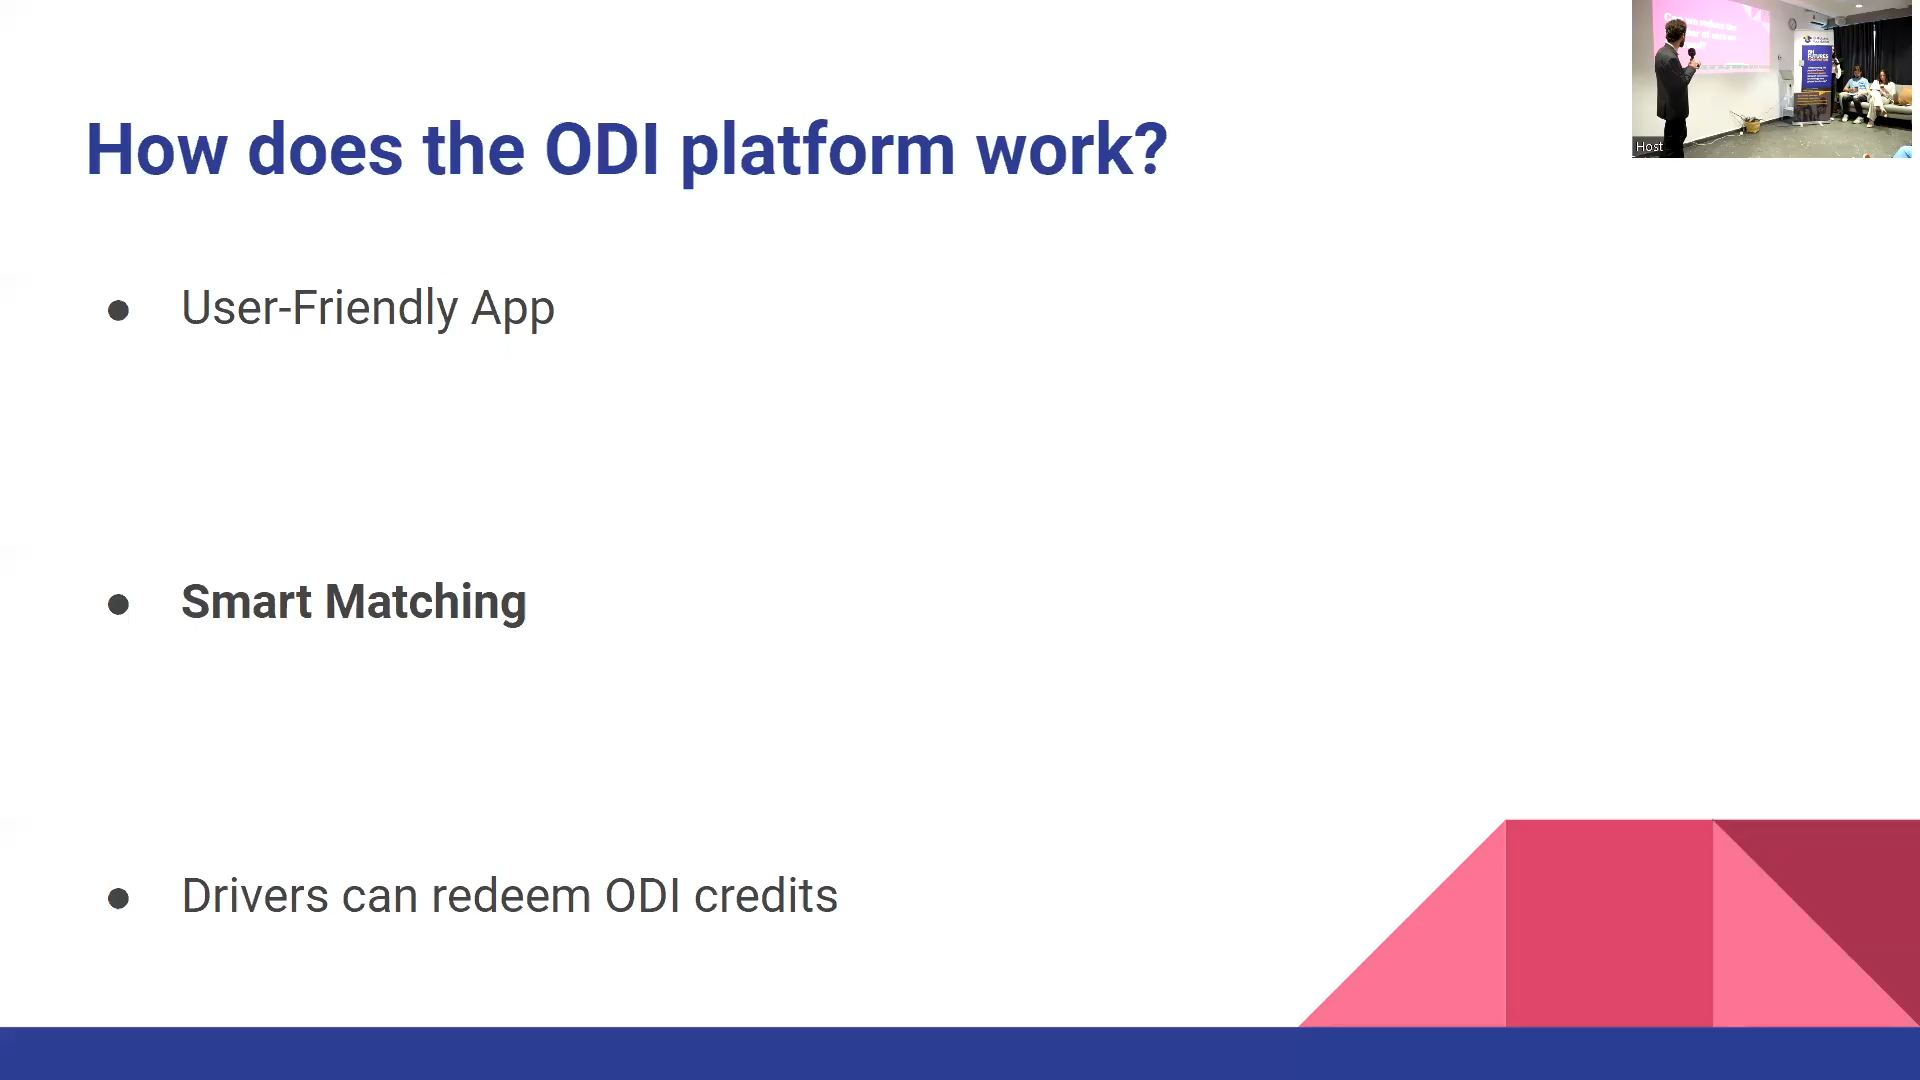 How does the ODI platform work?
● User-Friendly App
● Smart Matching
● Drivers can redeem ODI credits
Host